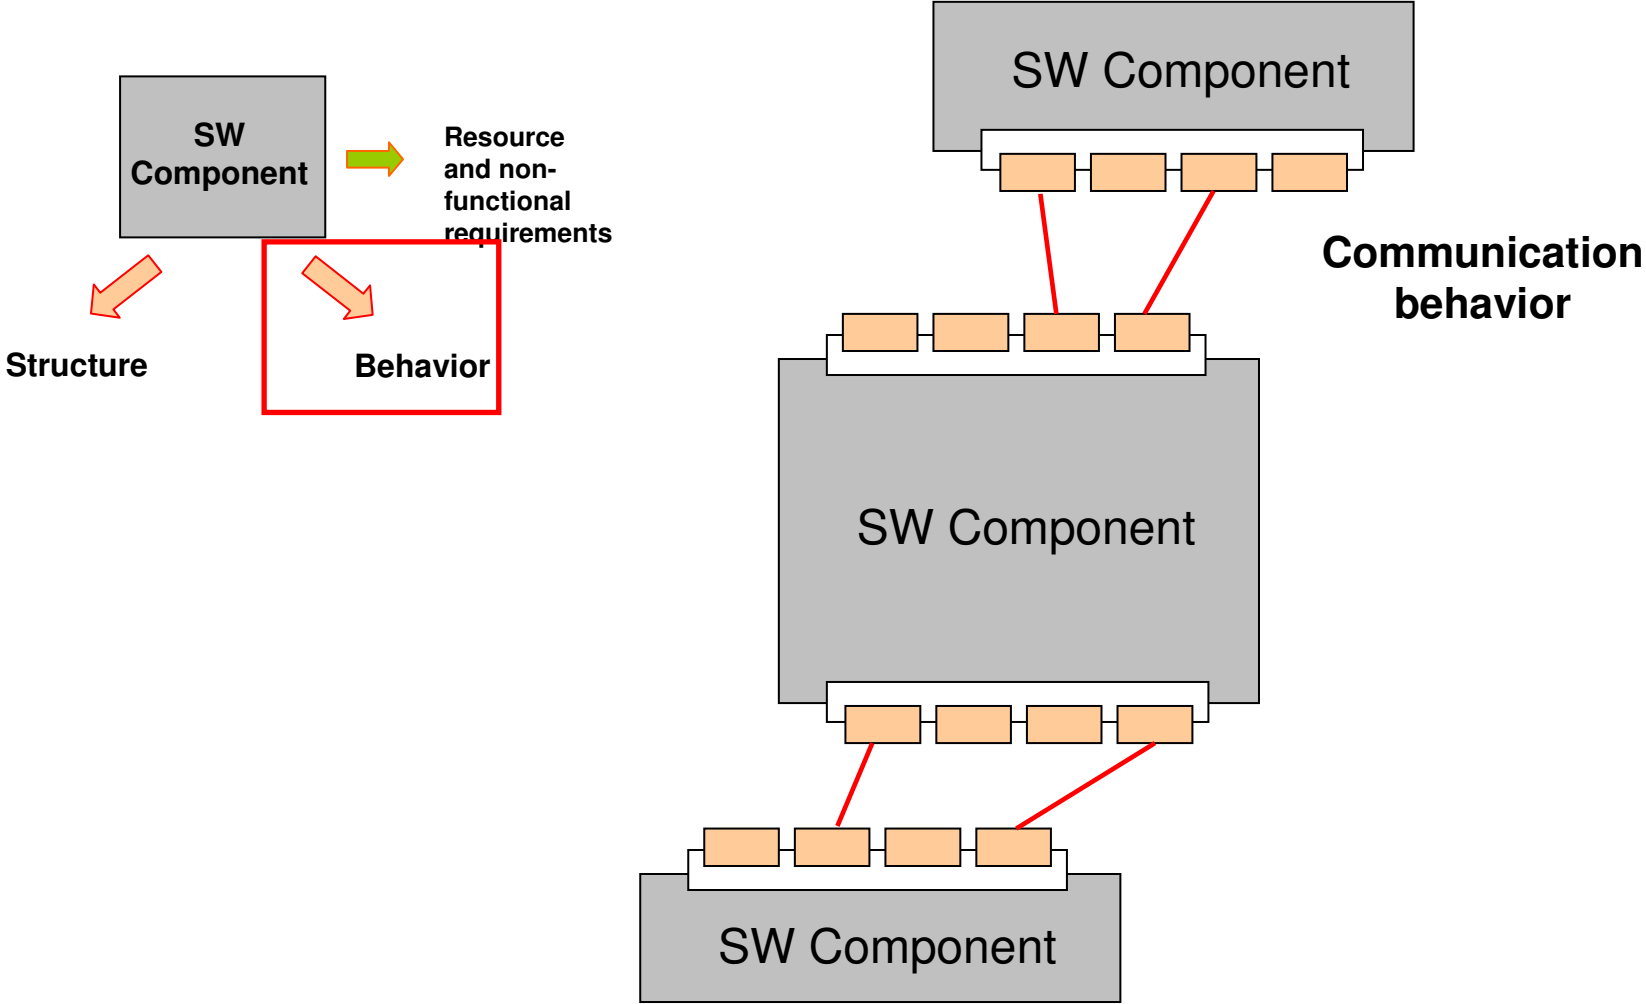 SW
Component
Resource
and non-
functional
requirements
Structure
Behavior
SW Component
Communication
behavior
SW Component
SW Component